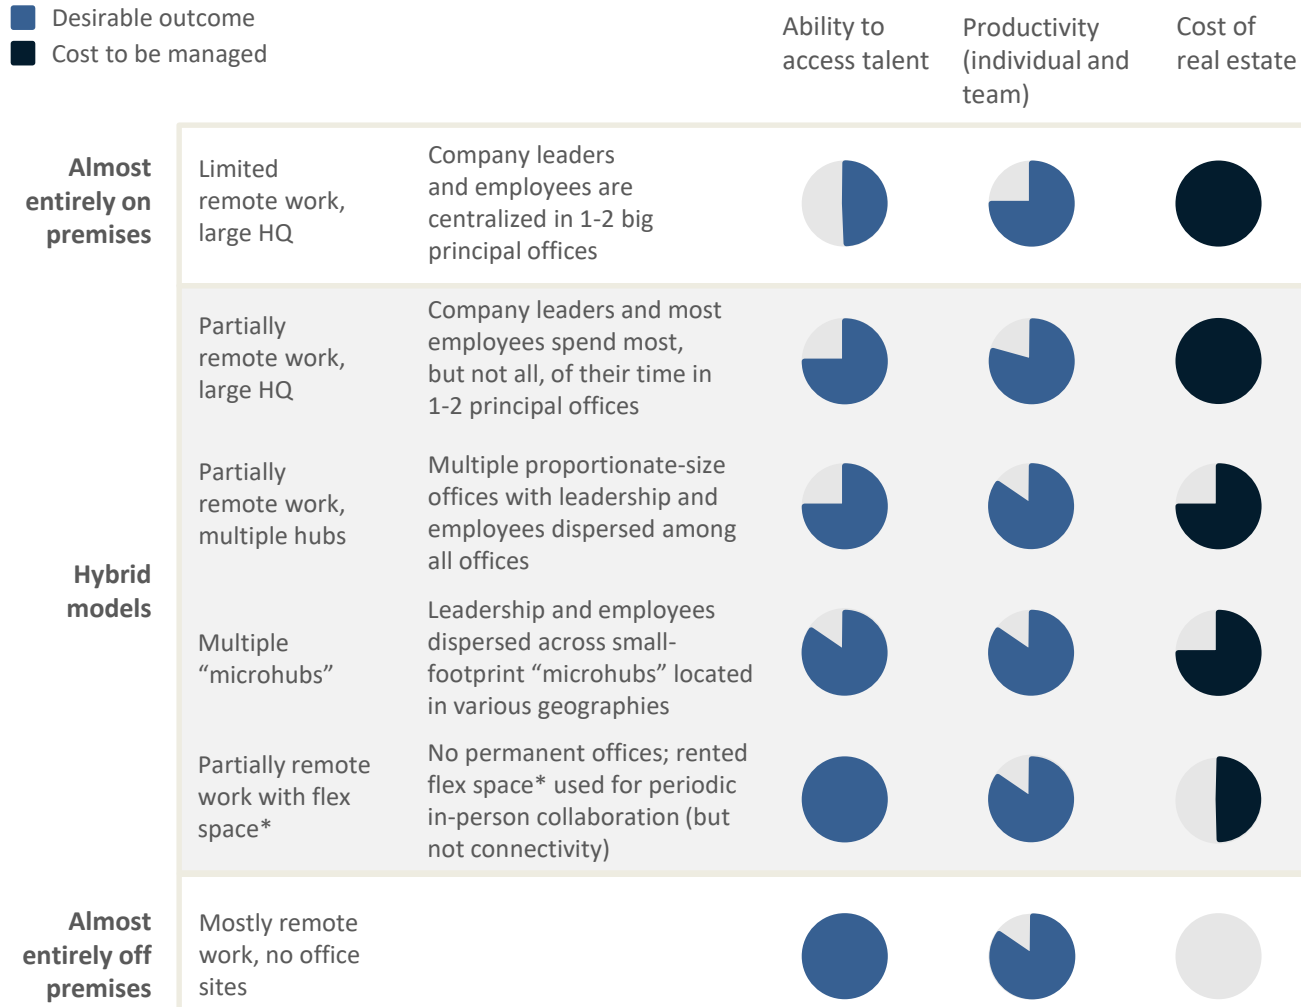 Desirable outcome
Cost to be managed
Ability to
access talent
Productivity
(individual and
team)
Cost of
real estate
Almost
entirely on
premises
Limited
remote work,
large HQ
Company leaders
and employees are
centralized in 1-2 big
principal offices
Hybrid
models
Partially
remote work,
large HQ
Company leaders and most
employees spend most,
but not all, of their time in
1-2 principal offices
Partially
remote work,
multiple hubs
Multiple proportionate-size
offices with leadership and
employees dispersed among
all offices
Multiple
“microhubs”
Leadership and employees
dispersed across small-
footprint “microhubs” located
in various geographies
Partially remote
work with flex
space*
No permanent offices; rented
flex space* used for periodic
in-person collaboration (but
not connectivity)
Almost
entirely off
premises
Mostly remote
work, no office
sites